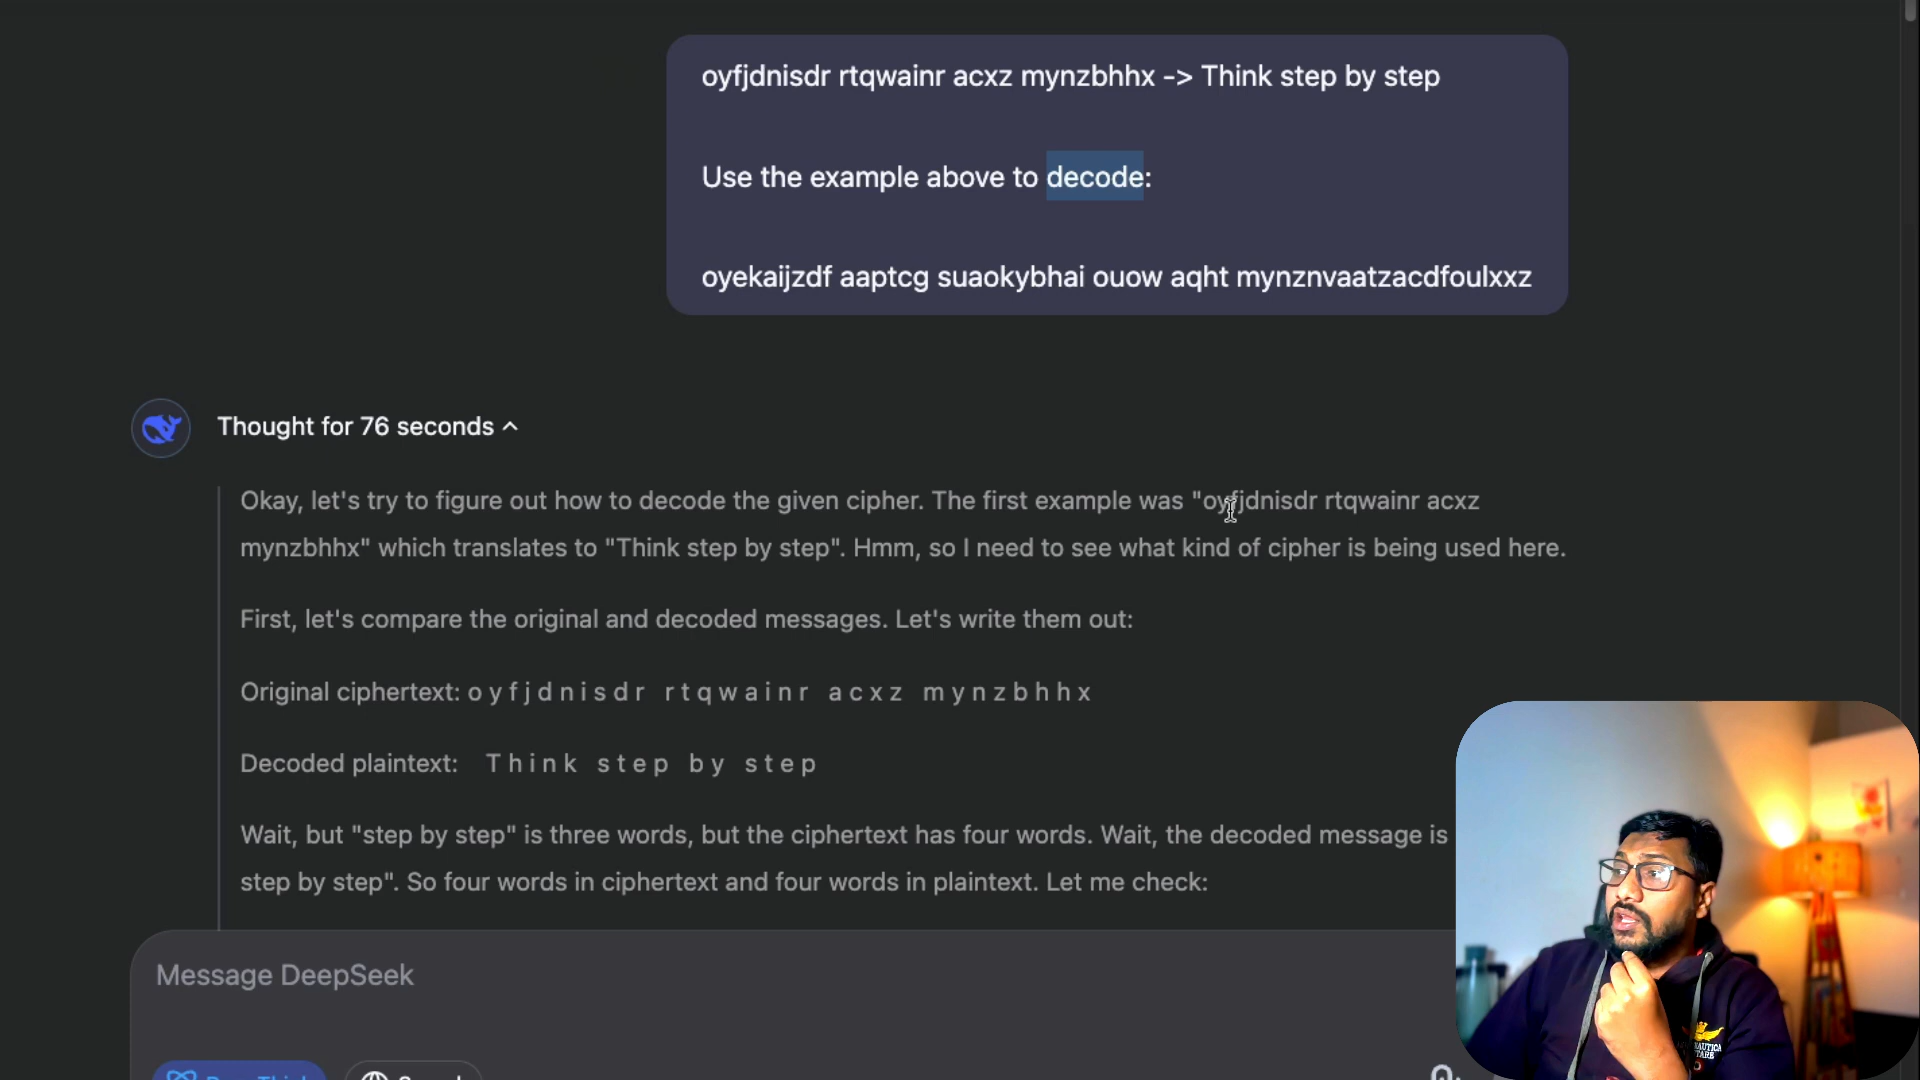 oyfjdnisdr rtqwainr acxz mynzbhhx -> Think step by step
Use the example above to decode:
oyekaijzdf aaptcg suaokybhai ouow aqht mynznvaatzacdfoulxxz
Thought for 76 seconds
Okay, let's try to figure out how to decode the given cipher. The first example was "oyfjdnisdr rtqwainr acxz
mynzbhhx" which translates to "Think step by step". Hmm, so I need to see what kind of cipher is being used here.
First, let's compare the original and decoded messages. Let's write them out:
Original ciphertext: o y f j d n i s d r r t q w a i n r a c x z m y n z b h h x
Decoded plaintext: T h i n k s t e p b y s t e p
Wait, but "step by step" is three words, but the ciphertext has four words. Wait, the decoded message is
step by step". So four words in ciphertext and four words in plaintext. Let me check:
Message DeepSeek